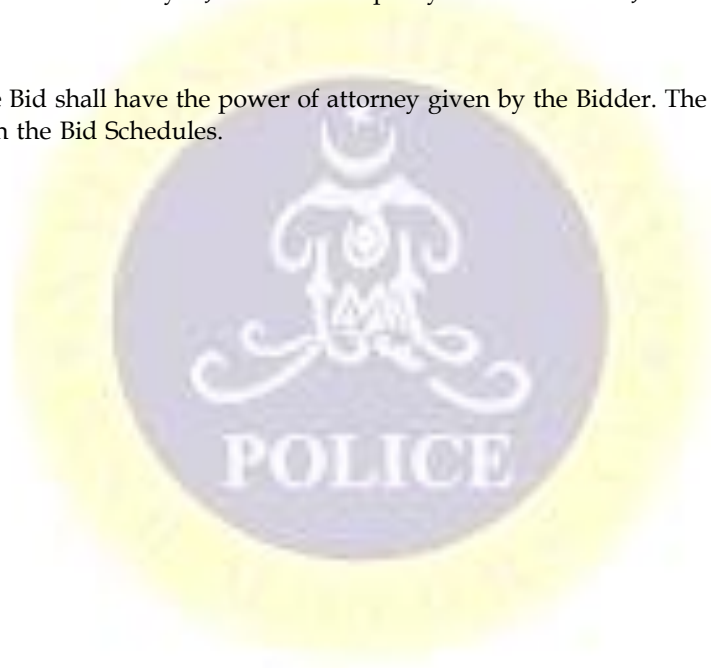 e Bid shall have the power of attorney given by the Bidder. The
n the Bid Schedules.
POLICE